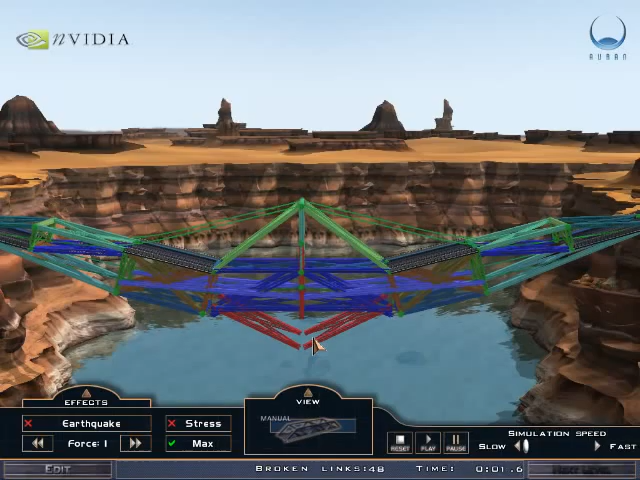 nVIDIA
AURAN
EFFECTS
Earthquake
Stress
Force: 1
Max
VIEW
MANUAL
RESET
PLAY
PAUSE
SIMULATION SPEED
SLOW
FAST
EDIT
BROKEN LINKS:48
TIME: 0:01.6